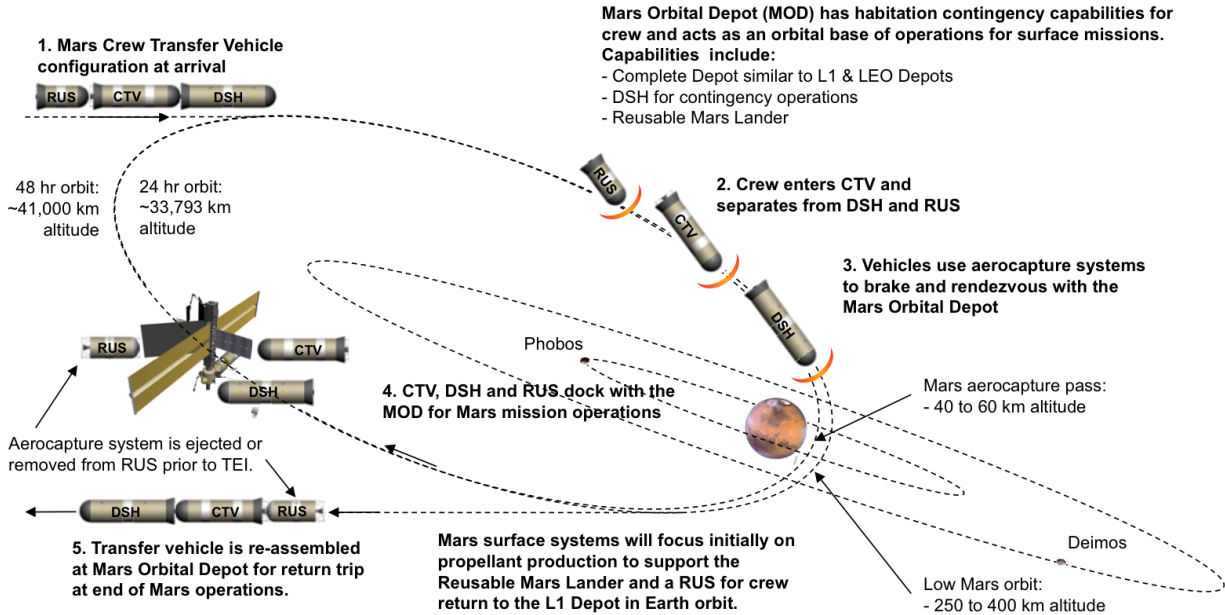 Mars Orbital Depot (MOD) has habitation contingency capabilities for
crew and acts as an orbital base of operations for surface missions.
Capabilities  include:
- Complete Depot similar to L1 & LEO Depots
- DSH for contingency operations
- Reusable Mars Lander
1. Mars Crew Transfer Vehicle
configuration at arrival
RUS
CTV
DSH
48 hr orbit:
~41,000 km
altitude
24 hr orbit:
~33,793 km
altitude
RUS
CTV
DSH
2. Crew enters CTV and
separates from DSH and RUS
3. Vehicles use aerocapture systems
to brake and rendezvous with the
Mars Orbital Depot
Phobos
RUS
CTV
DSH
4. CTV, DSH and RUS dock with the
MOD for Mars mission operations
Mars aerocapture pass:
- 40 to 60 km altitude
Aerocapture system is ejected or
removed from RUS prior to TEI.
DSH
CTV
RUS
5. Transfer vehicle is re-assembled
at Mars Orbital Depot for return trip
at end of Mars operations.
Mars surface systems will focus initially on
propellant production to support the
Reusable Mars Lander and a RUS for crew
return to the L1 Depot in Earth orbit.
Deimos
Low Mars orbit:
- 250 to 400 km altitude